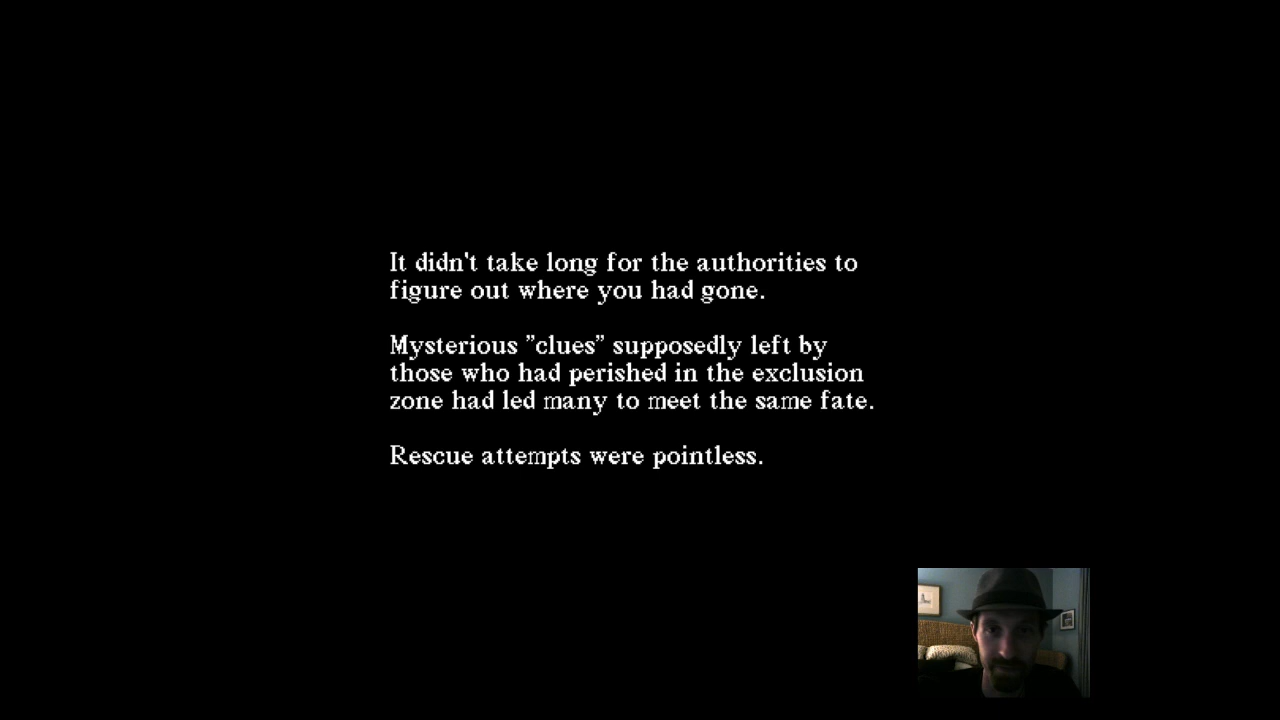 It didn't take long for the authorities to
figure out where you had gone.
Mysterious ”clues” supposedly left by
those who had perished in the exclusion
zone had led many to meet the same fate.
Rescue attempts were pointless.